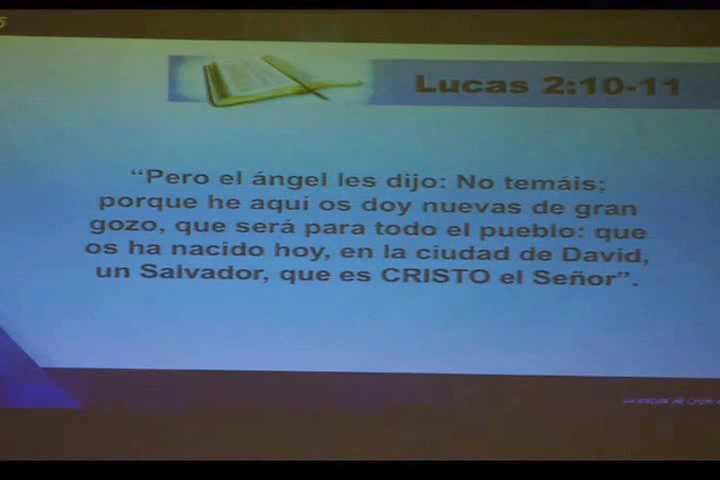 Lucas 2:10-11
“Pero el ángel les dijo: No temáis;
porque he aquí os doy nuevas de gran
gozo, que será para todo el pueblo: que
os ha nacido hoy, en la ciudad de David,
un Salvador, que es CRISTO el Señor”.